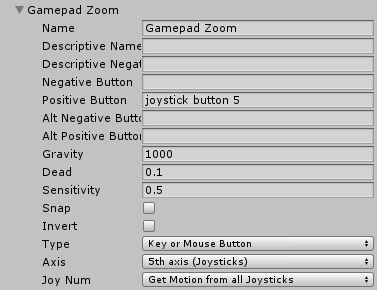 Gamepad Zoom
Name Gamepad Zoom
Descriptive Name
Descriptive Negat
Negative Button
Positive Button joystick button 5
Alt Negative Butto
Alt Positive Button
Gravity 1000
Dead 0.1
Sensitivity 0.5
Snap
Invert
Type Key or Mouse Button
Axis 5th axis (Joysticks)
Joy Num Get Motion from all Joysticks